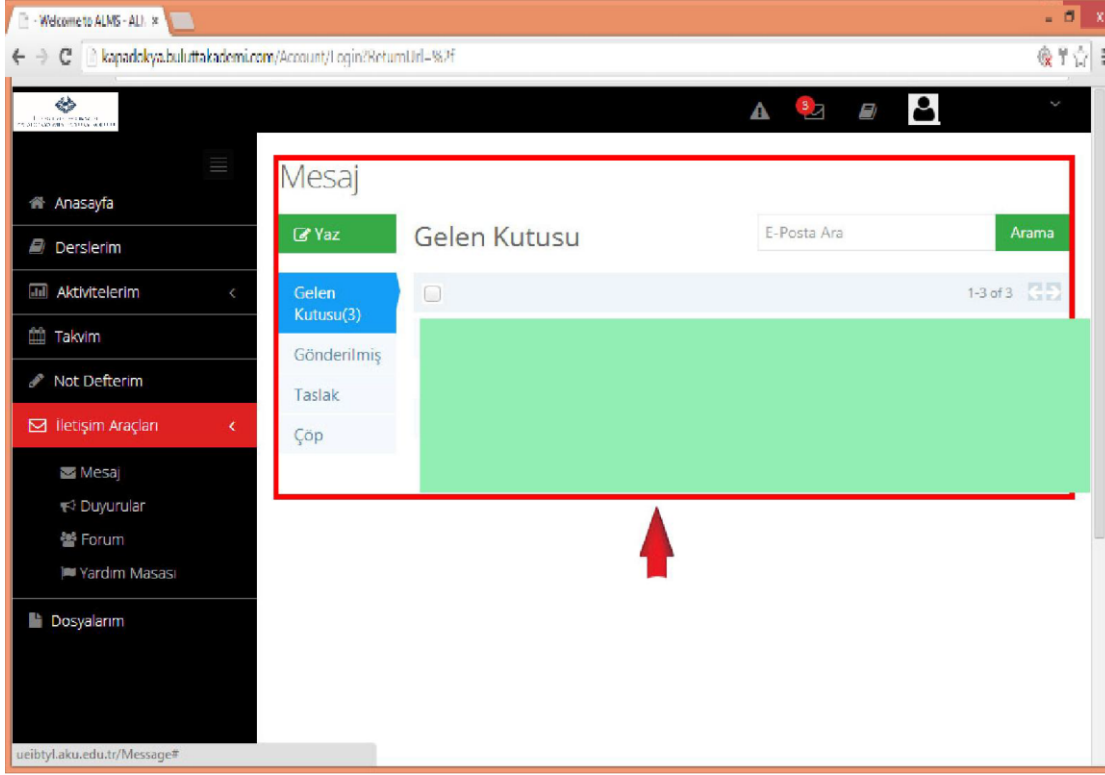 - Welcome to ALMS - ALI
kapadokya.buluttakademi.com/Account/Login?ReturnUrl=%2f
3
Mesaj
Anasayfa
Derslerim
Aktivitelerim
Takvim
Not Defterim
İletişim Araçları
Mesaj
Duyurular
Forum
Yardım Masası
Dosyalarım
Yaz
Gelen Kutusu
E-Posta Ara
Arama
Gelen
Kutusu(3)
1-3 of 3
Gönderilmiş
Taslak
Çöp
ueibtyl.aku.edu.tr/Message#